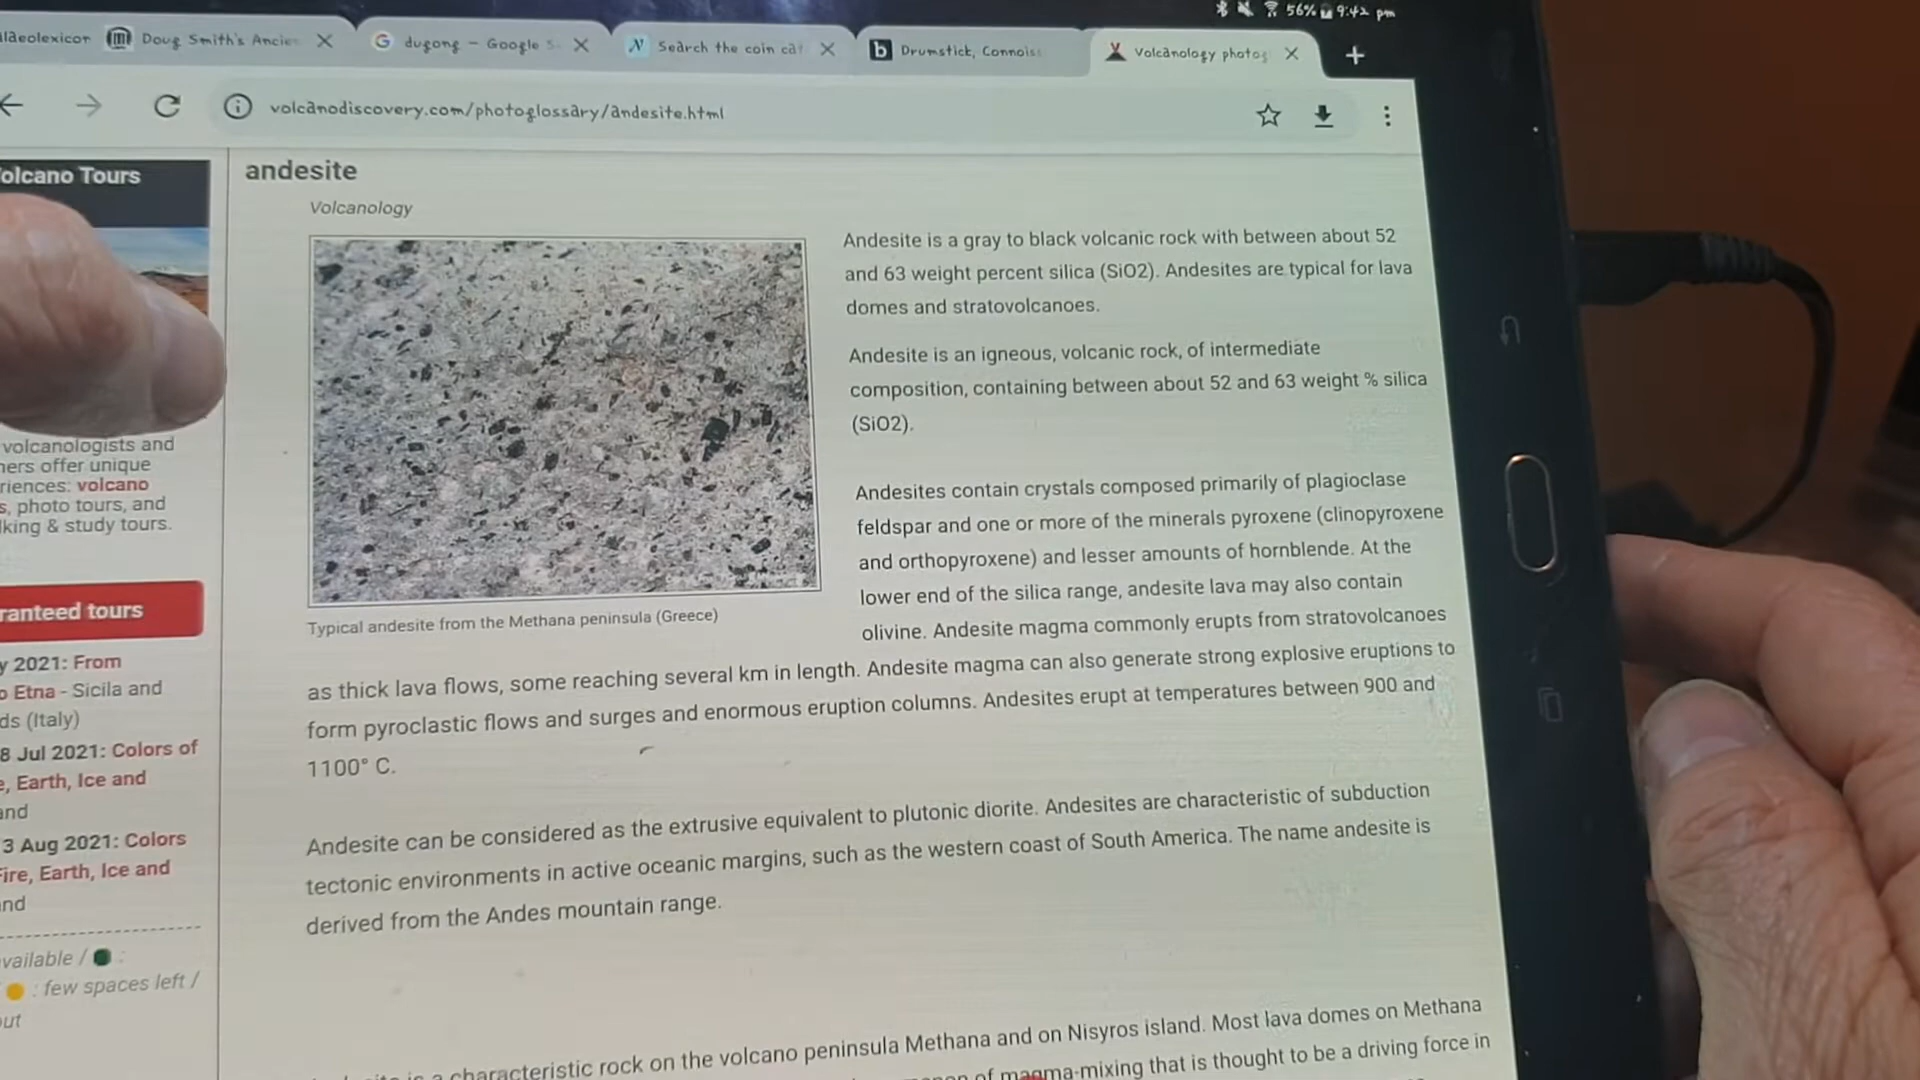 56% 9:42 pm
Doug Smith's Ancie
dugong – Google S
Search the coin cat
Drumstick, Connois
Volcanology photog
volcanodiscovery.com/photoglossary/andesite.html
olcano Tours
volcanologists and
ners offer unique
riences: volcano
s, photo tours, and
lking & study tours.
ranteed tours
y 2021: From
o Etna - Sicila and
ds (Italy)
8 Jul 2021: Colors of
e, Earth, Ice and
and
3 Aug 2021: Colors
Fire, Earth, Ice and
nd
vailable / :
: few spaces left /
out
andesite
Volcanology
Typical andesite from the Methana peninsula (Greece)
Andesite is a gray to black volcanic rock with between about 52
and 63 weight percent silica (SiO2). Andesites are typical for lava
domes and stratovolcanoes.
Andesite is an igneous, volcanic rock, of intermediate
composition, containing between about 52 and 63 weight % silica
(SiO2).
Andesites contain crystals composed primarily of plagioclase
feldspar and one or more of the minerals pyroxene (clinopyroxene
and orthopyroxene) and lesser amounts of hornblende. At the
lower end of the silica range, andesite lava may also contain
olivine. Andesite magma commonly erupts from stratovolcanoes
as thick lava flows, some reaching several km in length. Andesite magma can also generate strong explosive eruptions to
form pyroclastic flows and surges and enormous eruption columns. Andesites erupt at temperatures between 900 and
1100° C.
Andesite can be considered as the extrusive equivalent to plutonic diorite. Andesites are characteristic of subduction
tectonic environments in active oceanic margins, such as the western coast of South America. The name andesite is
derived from the Andes mountain range.
is a characteristic rock on the volcano peninsula Methana and on Nisyros island. Most lava domes on Methana
of magma-mixing that is thought to be a driving force in